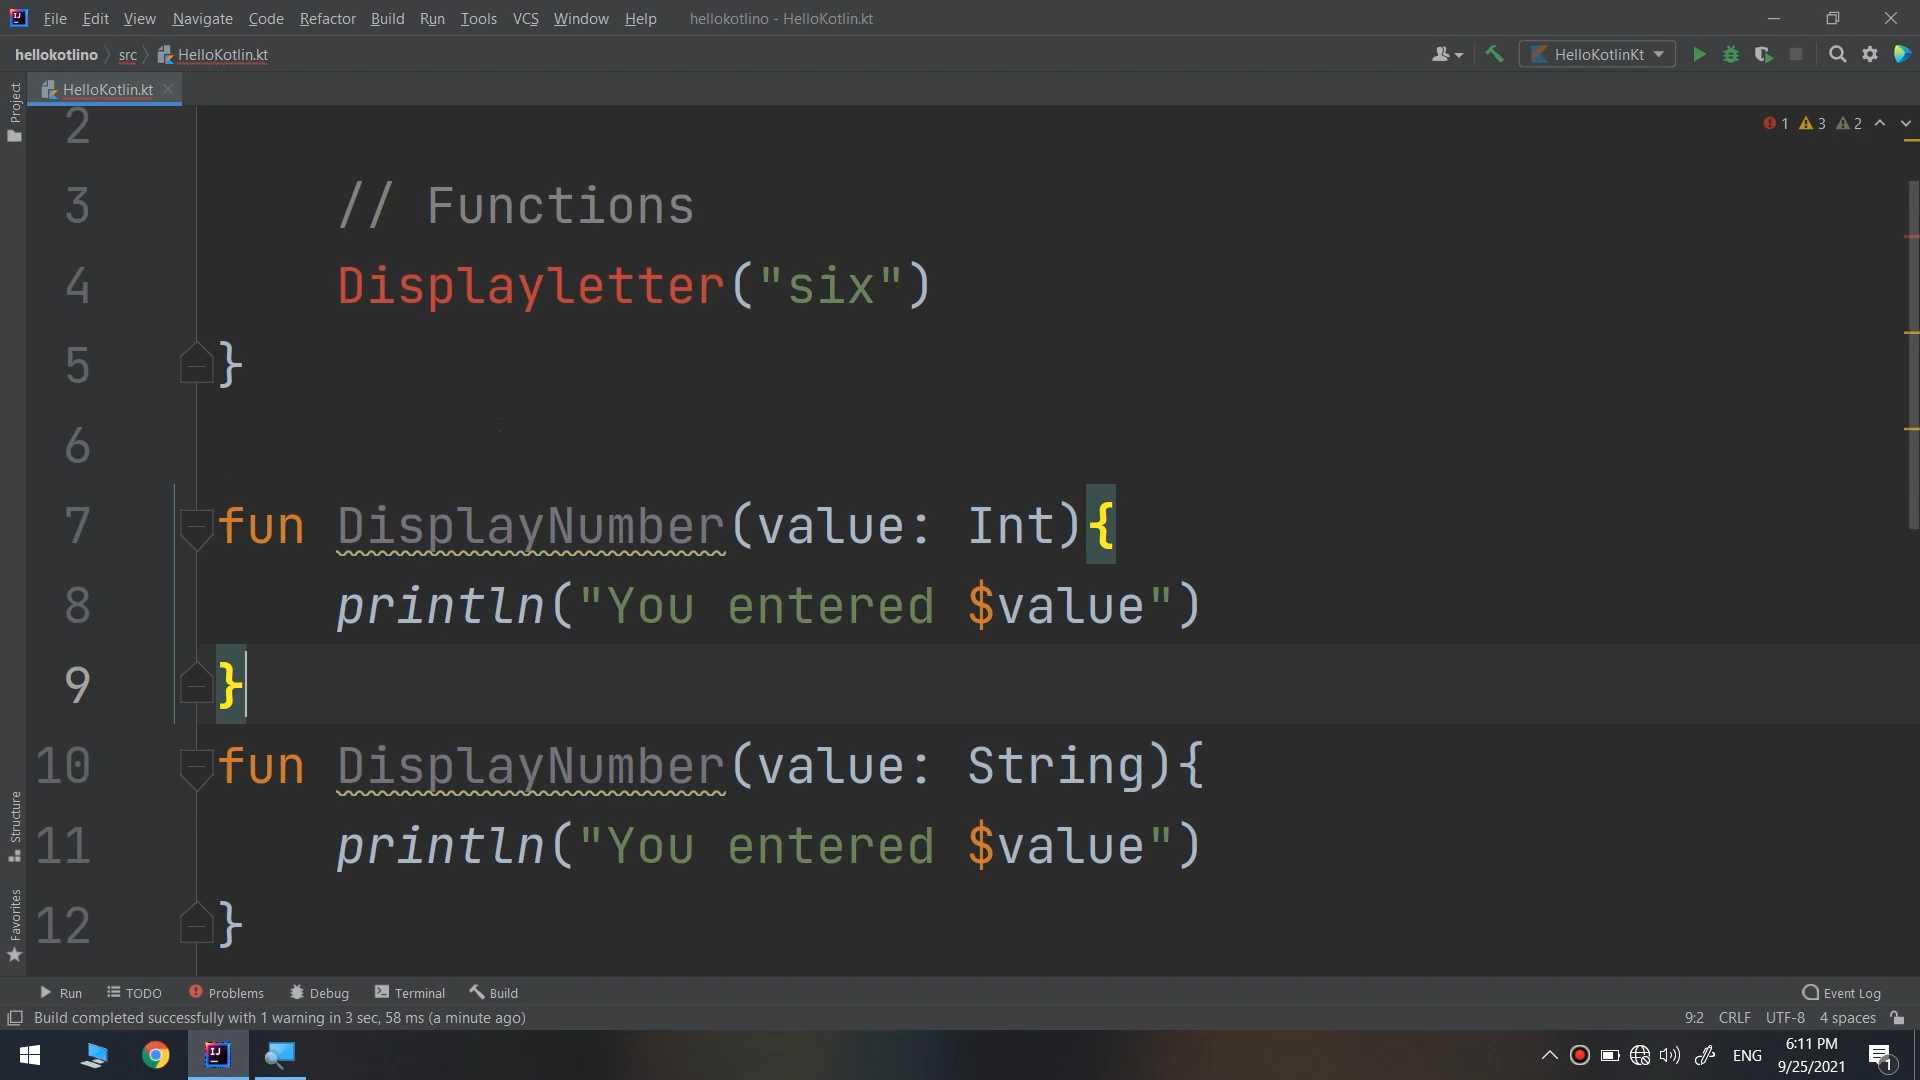 File Edit View Navigate Code Refactor Build Run Tools VCS Window Help hellokotlino - HelloKotlin.kt
hellokotlino src HelloKotlin.kt HelloKotlinKt
Project
HelloKotlin.kt
1 3 2
2
3 // Functions
4 Displayletter("six")
5 }
6
7 fun DisplayNumber(value: Int){
8 println("You entered $value")
9 }
10 fun DisplayNumber(value: String){
11 println("You entered $value")
12 }
Structure
Favorites
Run TODO Problems Debug Terminal Build Event Log
Build completed successfully with 1 warning in 3 sec, 58 ms (a minute ago) 9:2 CRLF UTF-8 4 spaces
ENG 6:11 PM
9/25/2021
1